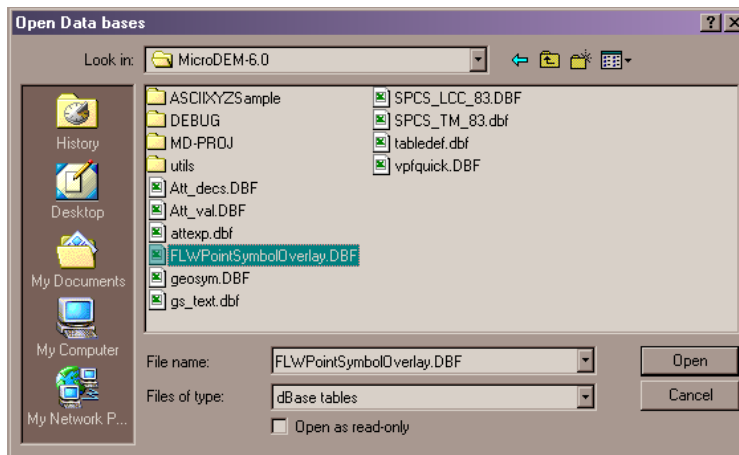 Open Data bases
Look in: MicroDEM-6.0
History
Desktop
My Documents
My Computer
My Network P...
ASCIIXYZSample
DEBUG
MD-PROJ
utils
Att_decs.DBF
Att_val.DBF
attexp.dbf
FLWPointSymbolOverlay.DBF
geosym.DBF
gs_text.dbf
SPCS_LCC_83.DBF
SPCS_TM_83.dbf
tabledef.dbf
vpfquick.DBF
File name: FLWPointSymbolOverlay.DBF Open
Files of type: dBase tables Cancel
Open as read-only